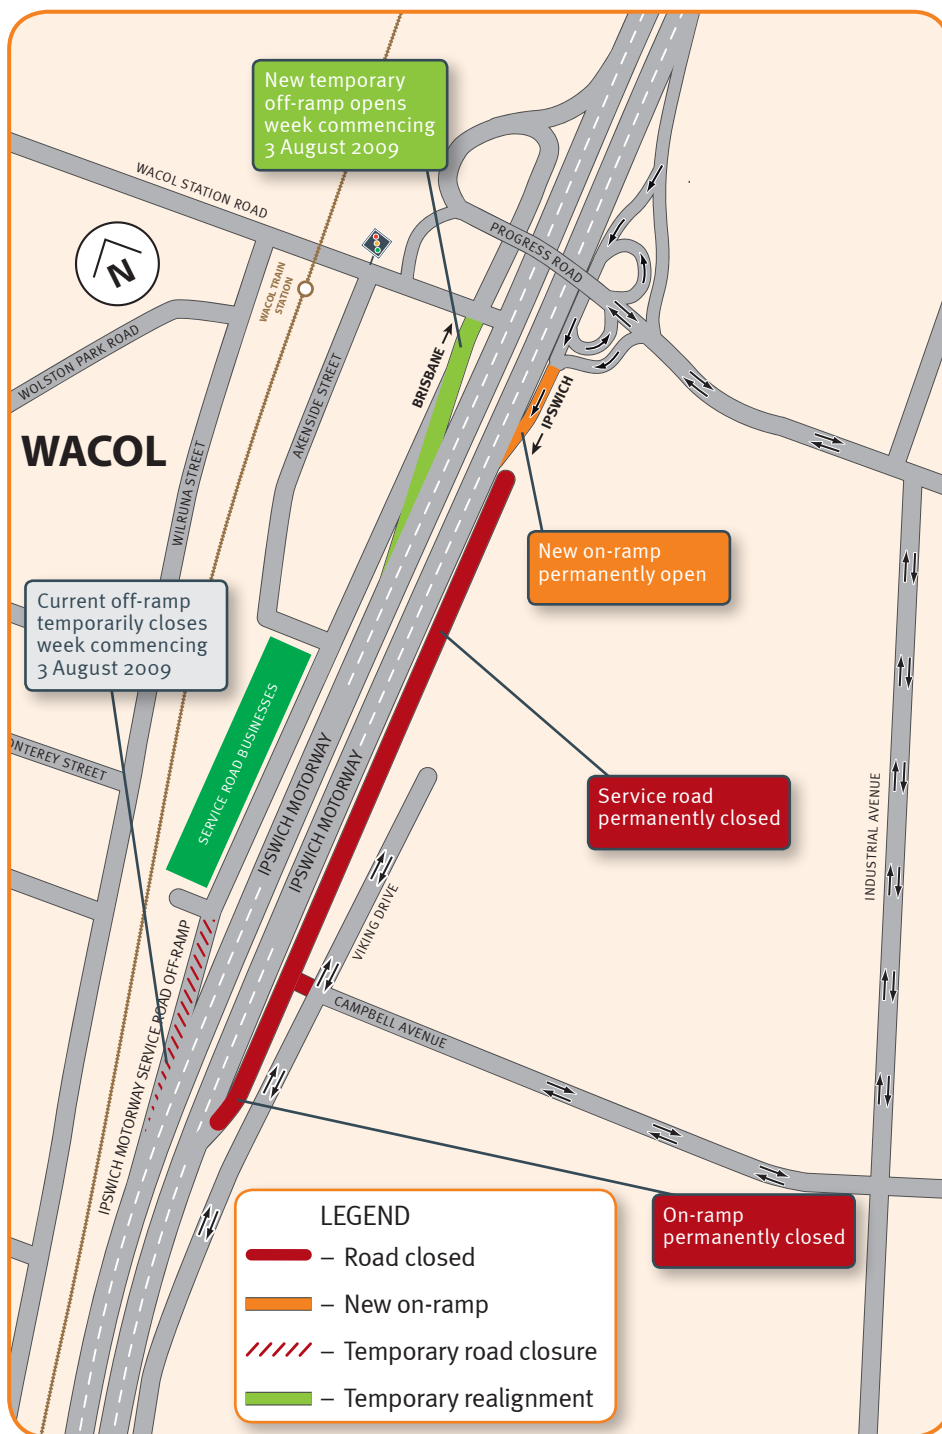 New temporary
off-ramp opens
week commencing
3 August 2009
WACOL STATION ROAD
PROGRESS ROAD
N
WACOL TRAIN
STATION
WOLSTON PARK ROAD
BRISBANE
IPSWICH
AKENSIDE STREET
WACOL
WILRUNA STREET
New on-ramp
permanently open
Current off-ramp
temporarily closes
week commencing
3 August 2009
SERVICE ROAD BUSINESSES
ONTEREY STREET
IPSWICH MOTORWAY
IPSWICH MOTORWAY
Service road
permanently closed
INDUSTRIAL AVENUE
VIKING DRIVE
IPSWICH MOTORWAY SERVICE ROAD OFF-RAMP
CAMPBELL AVENUE
On-ramp
permanently closed
LEGEND
– Road closed
– New on-ramp
– Temporary road closure
– Temporary realignment